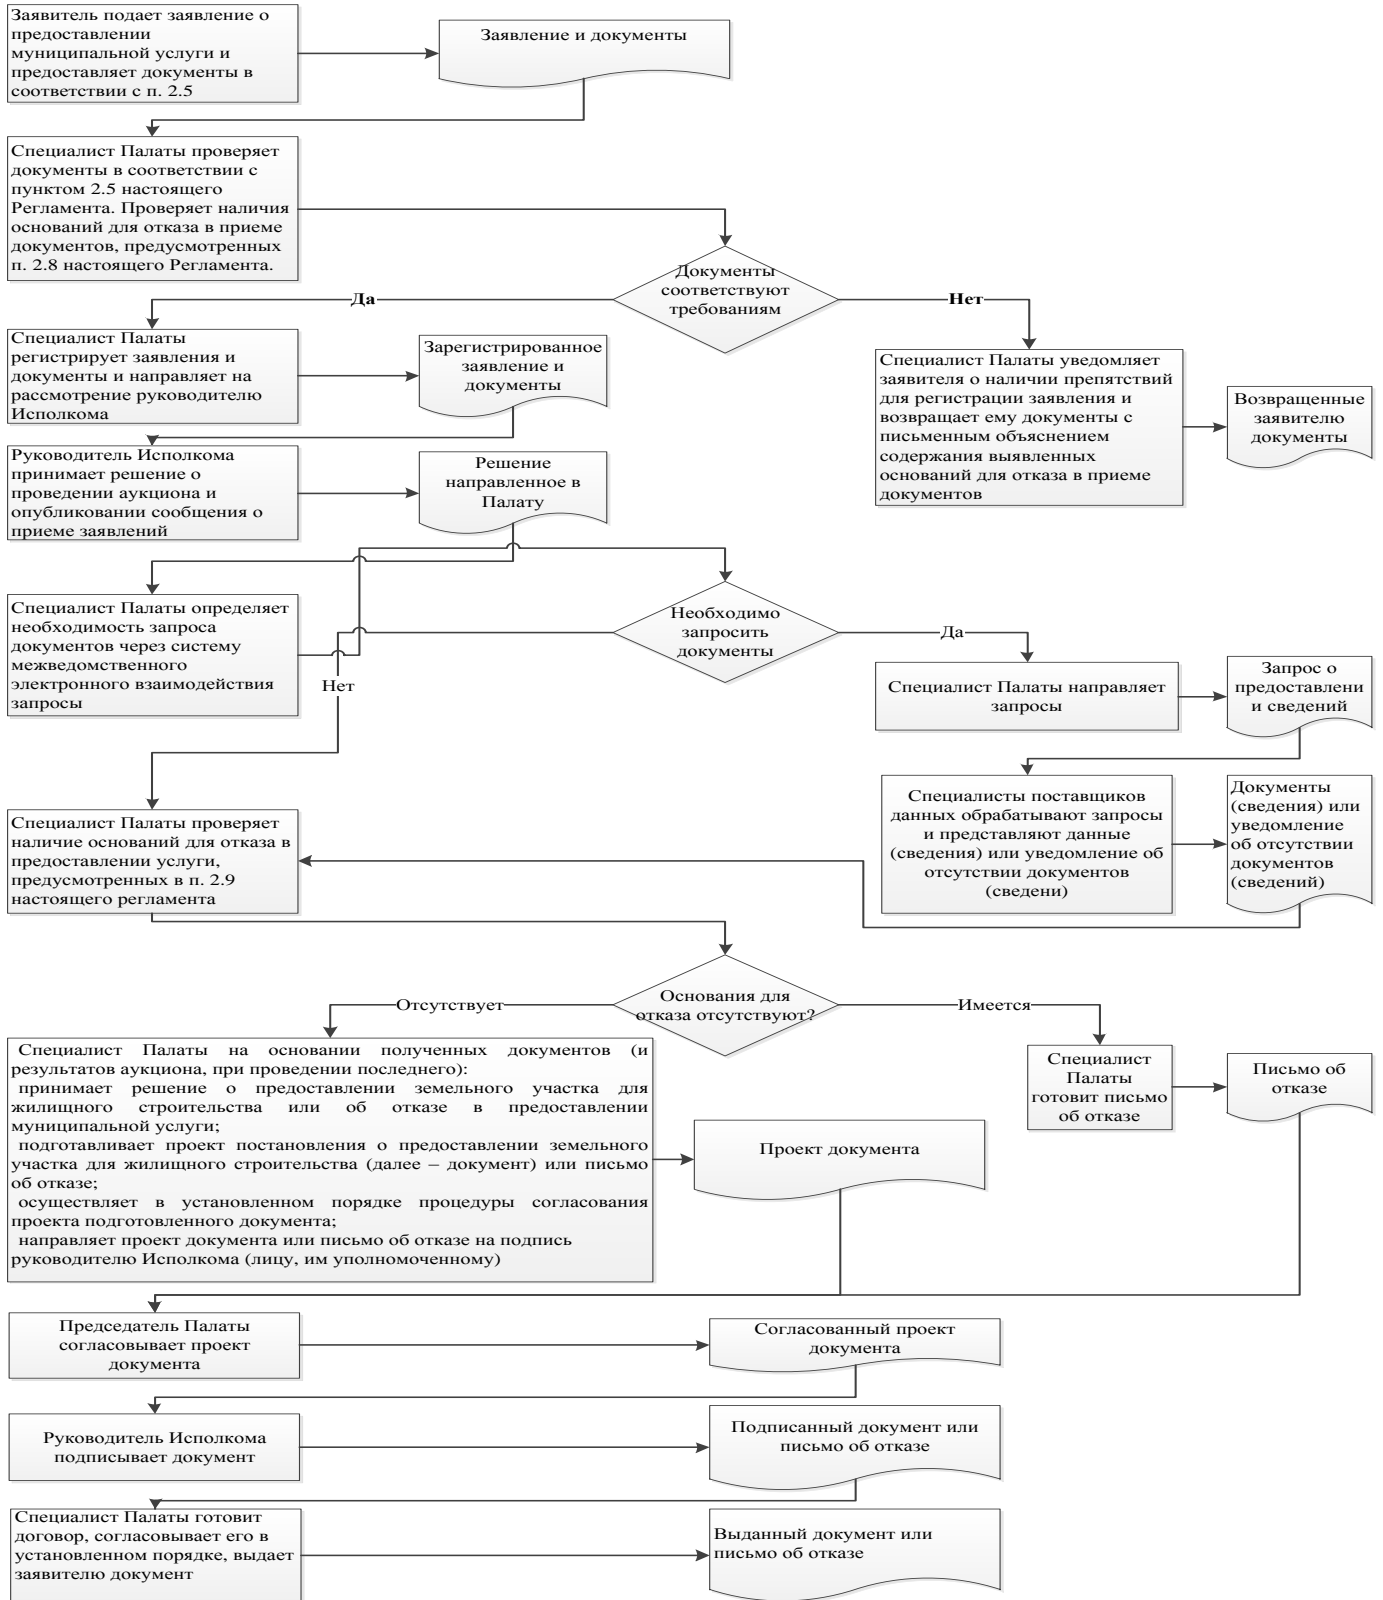 Заявитель подает заявление о
предоставлении
муниципальной услуги и
предоставляет документы в
соответствии с п. 2.5
Заявление и документы
Специалист Палаты проверяет
документы в соответствии с
пунктом 2.5 настоящего
Регламента. Проверяет наличия
оснований для отказа в приеме
документов, предусмотренных
п. 2.8 настоящего Регламента.
Документы
соответствуют
требованиям
Да
Нет
Специалист Палаты
регистрирует заявления и
документы и направляет на
рассмотрение руководителю
Исполкома
Зарегистрированное
заявление и
документы
Специалист Палаты уведомляет
заявителя о наличии препятствий
для регистрации заявления и
возвращает ему документы с
письменным объяснением
содержания выявленных
оснований для отказа в приеме
документов
Возвращенные
заявителю
документы
Руководитель Исполкома
принимает решение о
проведении аукциона и
опубликовании сообщения о
приеме заявлений
Решение
направленное в
Палату
Специалист Палаты определяет
необходимость запроса
документов через систему
межведомственного
электронного взаимодействия
запросы
Необходимо
запросить
документы
Да
Нет
Специалист Палаты направляет
запросы
Запрос о
предоставлени
и сведений
Специалисты поставщиков
данных обрабатывают запросы
и представляют данные
(сведения) или уведомление об
отсутствии документов
(сведени)
Документы
(сведения) или
уведомление
об отсутствии
документов
(сведений)
Специалист Палаты проверяет
наличие оснований для отказа в
предоставлении услуги,
предусмотренных в п. 2.9
настоящего регламента
Основания для
отказа отсутствуют?
Отсутствует
Имеется
Специалист Палаты на основании полученных документов (и
результатов аукциона, при проведении последнего):
принимает решение о предоставлении земельного участка для
жилищного строительства или об отказе в предоставлении
муниципальной услуги;
подготавливает проект постановления о предоставлении земельного
участка для жилищного строительства (далее – документ) или письмо
об отказе;
осуществляет в установленном порядке процедуры согласования
проекта подготовленного документа;
направляет проект документа или письмо об отказе на подпись
руководителю Исполкома (лицу, им уполномоченному)
Проект документа
Специалист
Палаты
готовит письмо
об отказе
Письмо об
отказе
Председатель Палаты
согласовывает проект
документа
Согласованный проект
документа
Руководитель Исполкома
подписывает документ
Подписанный документ или
письмо об отказе
Специалист Палаты готовит
договор, согласовывает его в
установленном порядке, выдает
заявителю документ
Выданный документ или
письмо об отказе